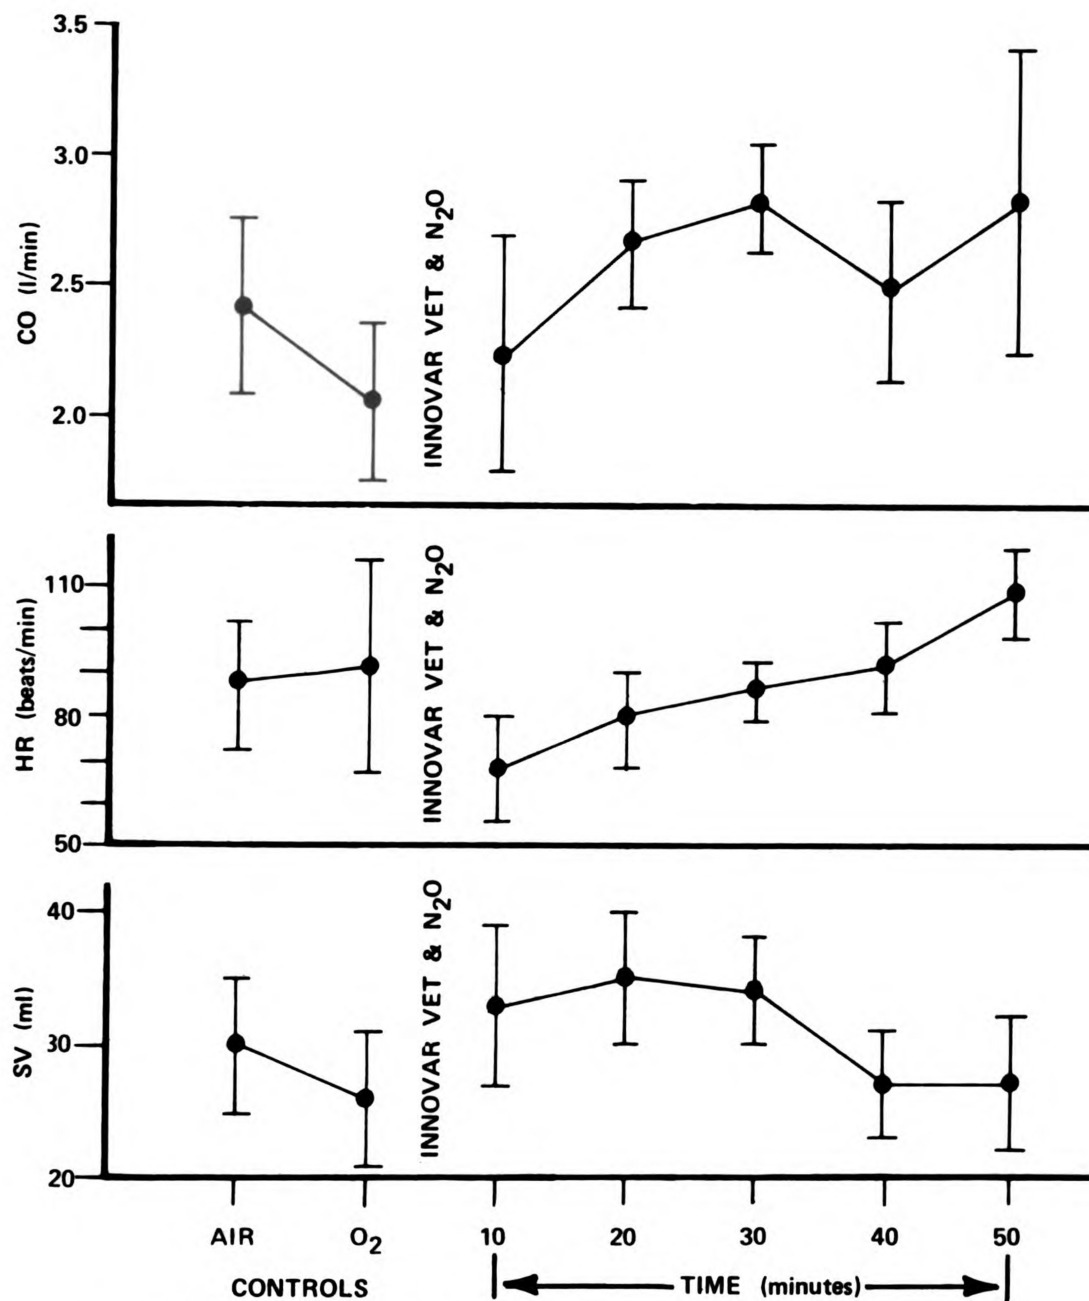 3.5
3.0
2.5
2.0
CO (l/min)
INNOVAR VET & N₂O
110
80
50
HR (beats/min)
INNOVAR VET & N₂O
40
30
20
SV (ml)
INNOVAR VET & N₂O
AIR O₂ 10 20 30 40 50
CONTROLS TIME (minutes)